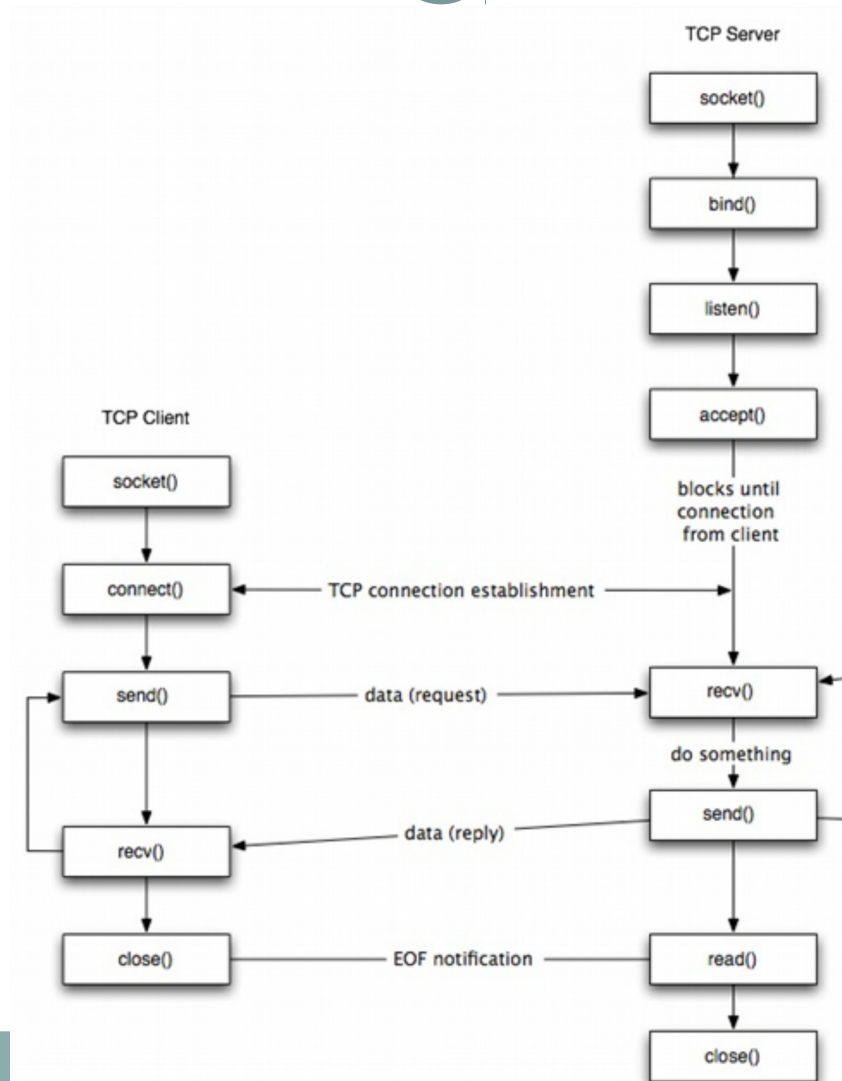 TCP Server
socket()
bind()
listen()
accept()
blocks until
connection
from client
TCP Client
socket()
connect()
TCP connection establishment
send()
data (request)
recv()
do something
send()
data (reply)
recv()
close()
EOF notification
read()
close()